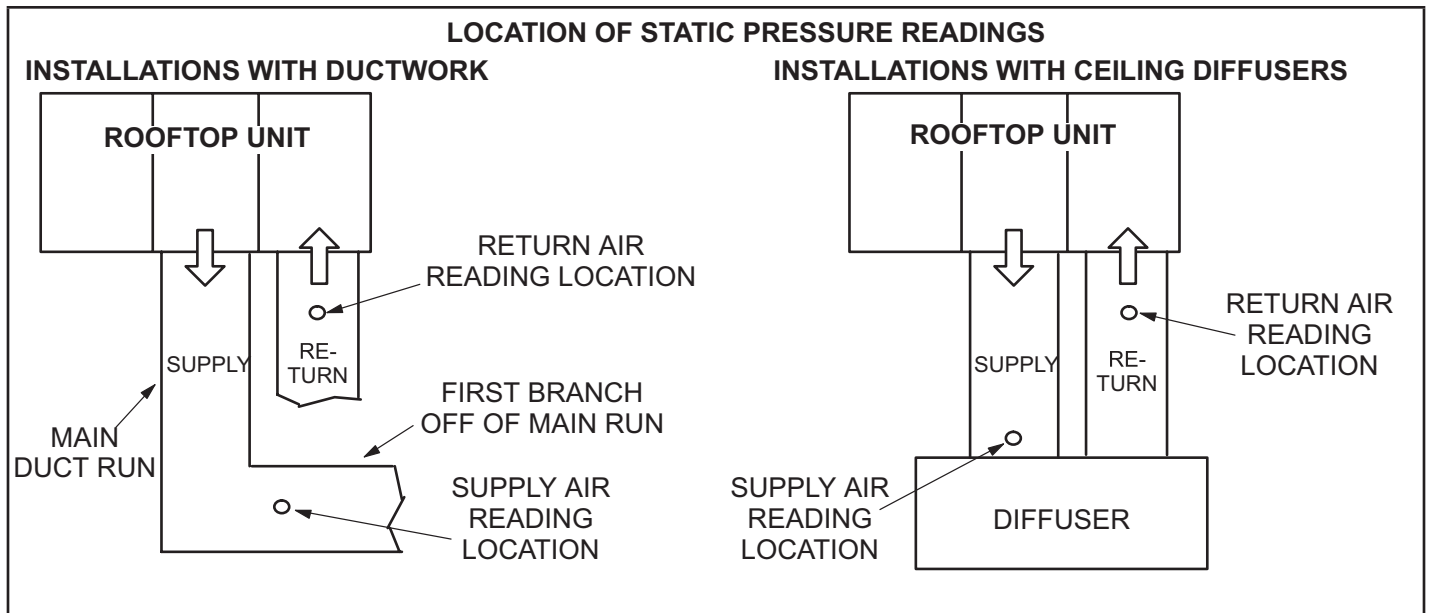 LOCATION OF STATIC PRESSURE READINGS
INSTALLATIONS WITH DUCTWORK
ROOFTOP UNIT
RETURN AIR
READING LOCATION
SUPPLY
RE-
TURN
FIRST BRANCH
OFF OF MAIN RUN
MAIN
DUCT RUN
SUPPLY AIR
READING
LOCATION
INSTALLATIONS WITH CEILING DIFFUSERS
ROOFTOP UNIT
RETURN AIR
READING
LOCATION
SUPPLY
RE-
TURN
SUPPLY AIR
READING
LOCATION
DIFFUSER